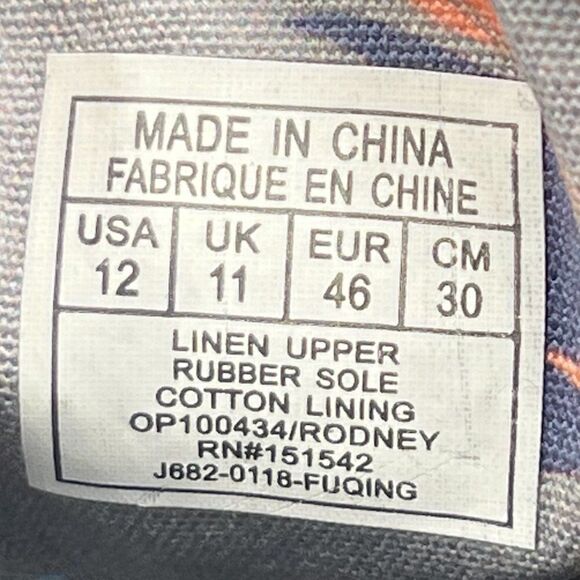 MADE IN CHINA
FABRIQUE EN CHINE
USA UK EUR CM
12 11 46 30
LINEN UPPER
RUBBER SOLE
COTTON LINING
OP100434/RODNEY
RN#151542
J682-0118-FUQING